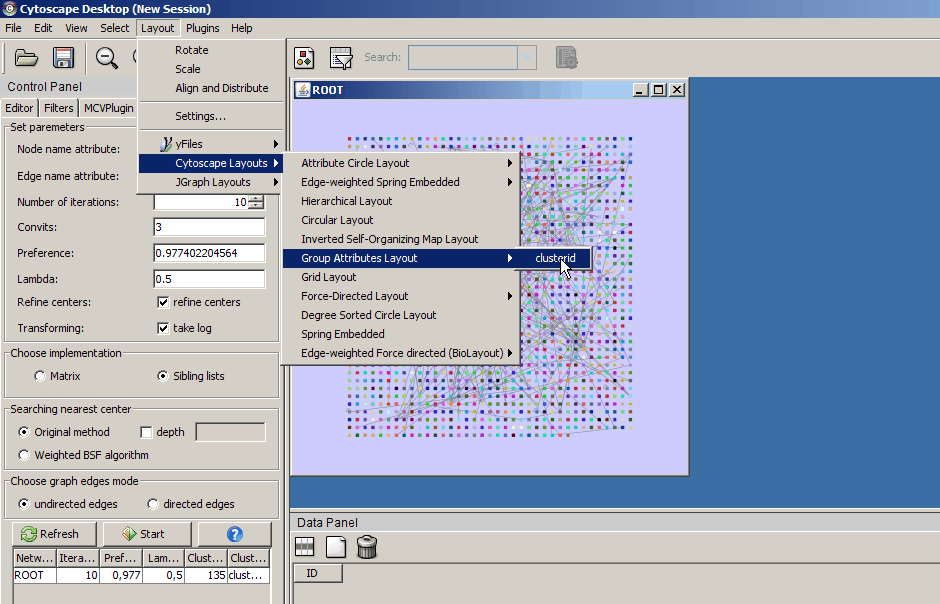 Cytoscape Desktop (New Session)
File Edit View Select Layout Plugins Help
Rotate
Scale
Align and Distribute
Settings...
yFiles
Cytoscape Layouts
JGraph Layouts
Search:
Control Panel
Editor Filters MCVPlugin
Set paremeters
Node name attribute:
Edge name attribute:
Number of iterations: 10
Convits: 3
Preference: 0.977402204564
Lambda: 0.5
Refine centers: refine centers
Transforming: take log
Choose implementation
Matrix Sibling lists
Searching nearest center
Original method depth
Weighted BSF algorithm
Choose graph edges mode
undirected edges directed edges
Refresh Start ?
Netw... Itera... Pref... Lam... Clust... Clust...
ROOT 10 0,977 0,5 135 clust...
ROOT
Attribute Circle Layout
Edge-weighted Spring Embedded
Hierarchical Layout
Circular Layout
Inverted Self-Organizing Map Layout
Group Attributes Layout
clusterid
Grid Layout
Force-Directed Layout
Degree Sorted Circle Layout
Spring Embedded
Edge-weighted Force directed (BioLayout)
Data Panel
ID